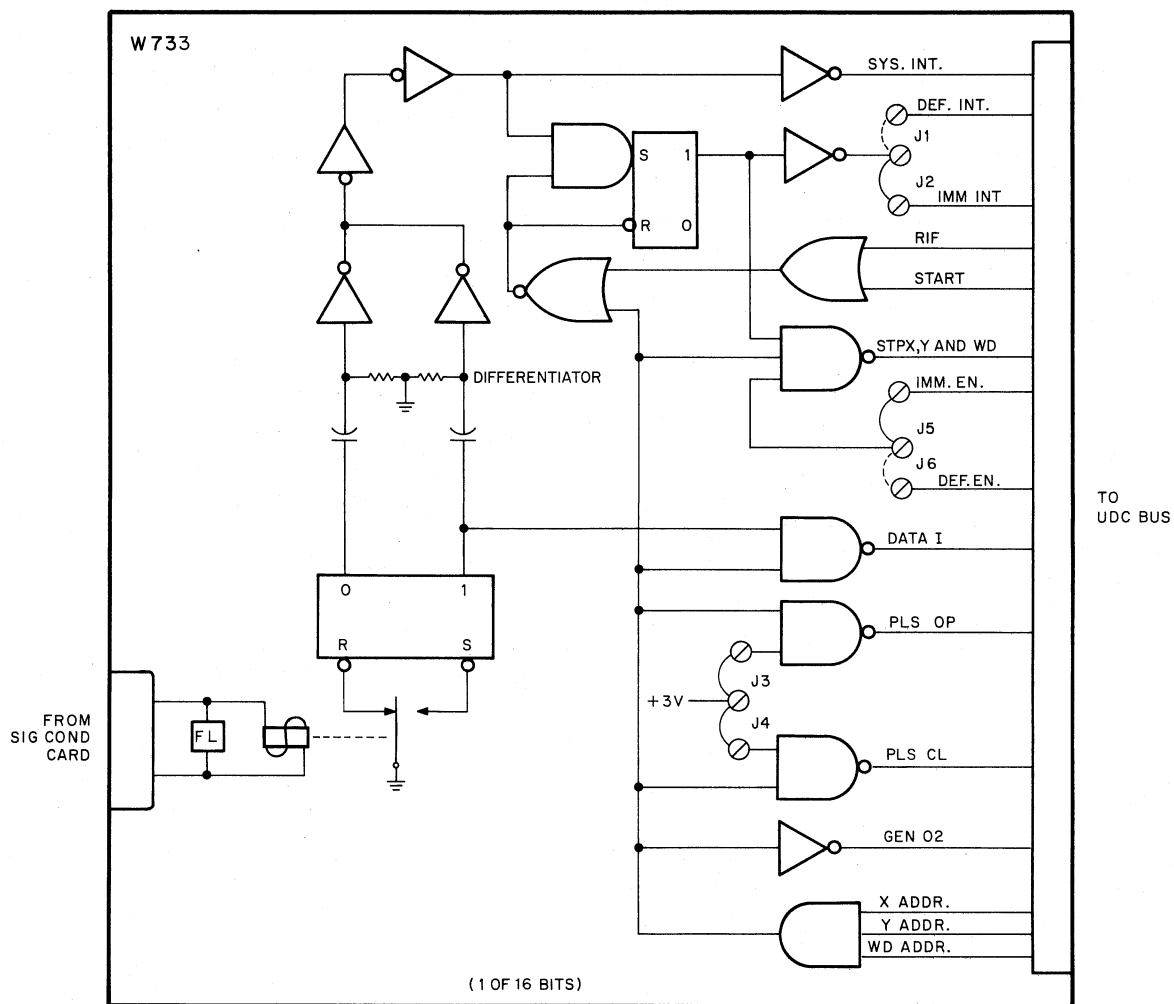 W733
SYS. INT.
DEF. INT.
J1
J2
IMM INT
S 1
R 0
RIF
START
STPX,Y AND WD
DIFFERENTIATOR
IMM. EN.
J5
J6
DEF. EN.
TO
UDC BUS
DATA I
0 1
R S
PLS OP
J3
+3V
J4
FROM
SIG COND
CARD
FL
PLS CL
GEN 02
X ADDR.
Y ADDR.
WD ADDR.
(1 OF 16 BITS)